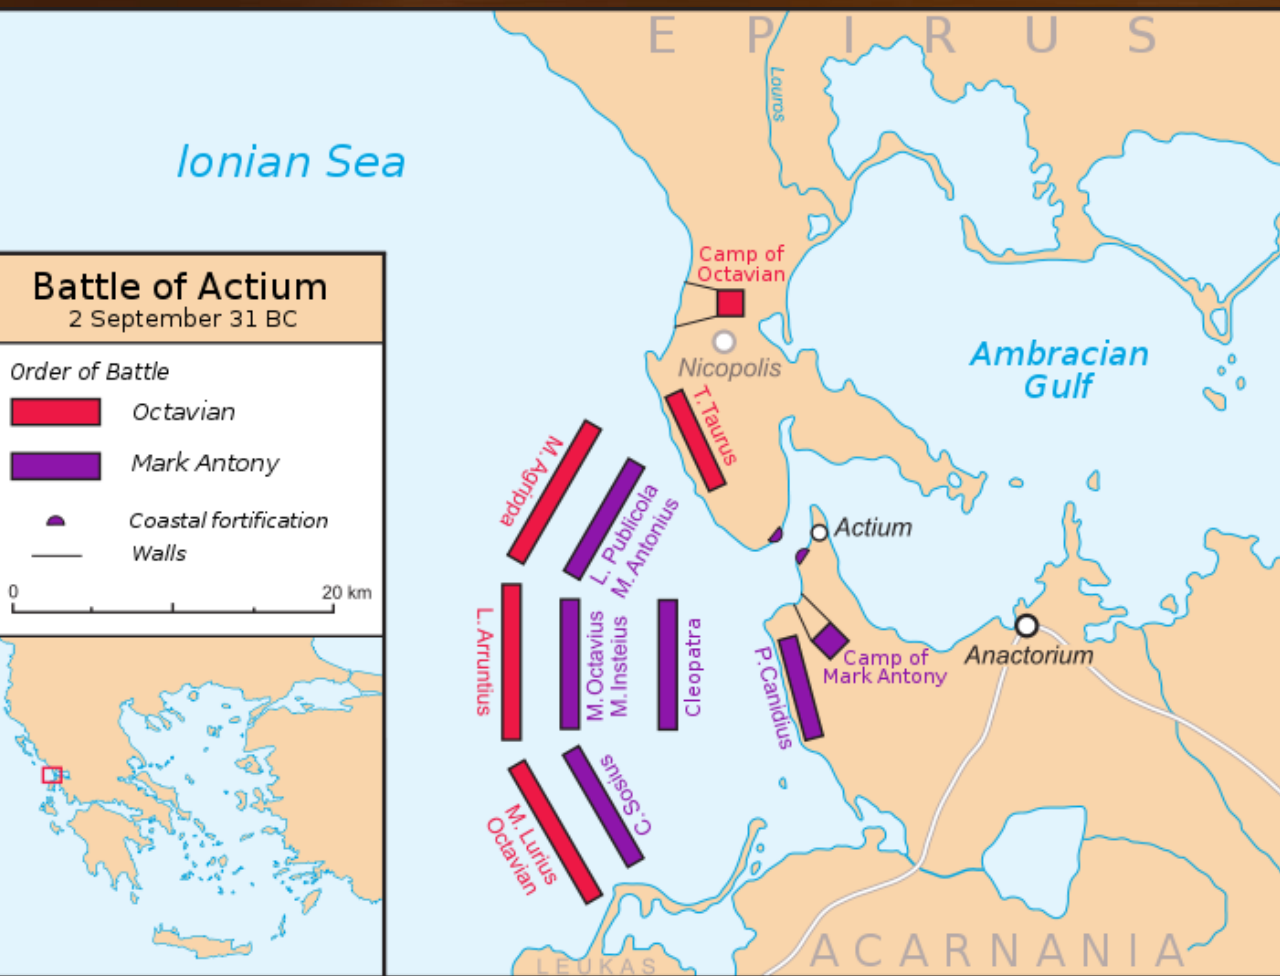 EPIRUS
Louros
Ionian Sea
Camp of
Octavian
Nicopolis
Ambracian
Gulf
Battle of Actium
2 September 31 BC
Order of Battle
Octavian
Mark Antony
Coastal fortification
Walls
0 20 km
T. Taurus
M. Agrippa
L. Publicola
M. Antonius
Actium
L. Arruntius
M. Octavius
M. Insteius
Cleopatra
P. Canidius
Camp of
Mark Antony
Anactorium
C. Sosius
M. Lurius
Octavian
ACARNANIA
LEUKAS